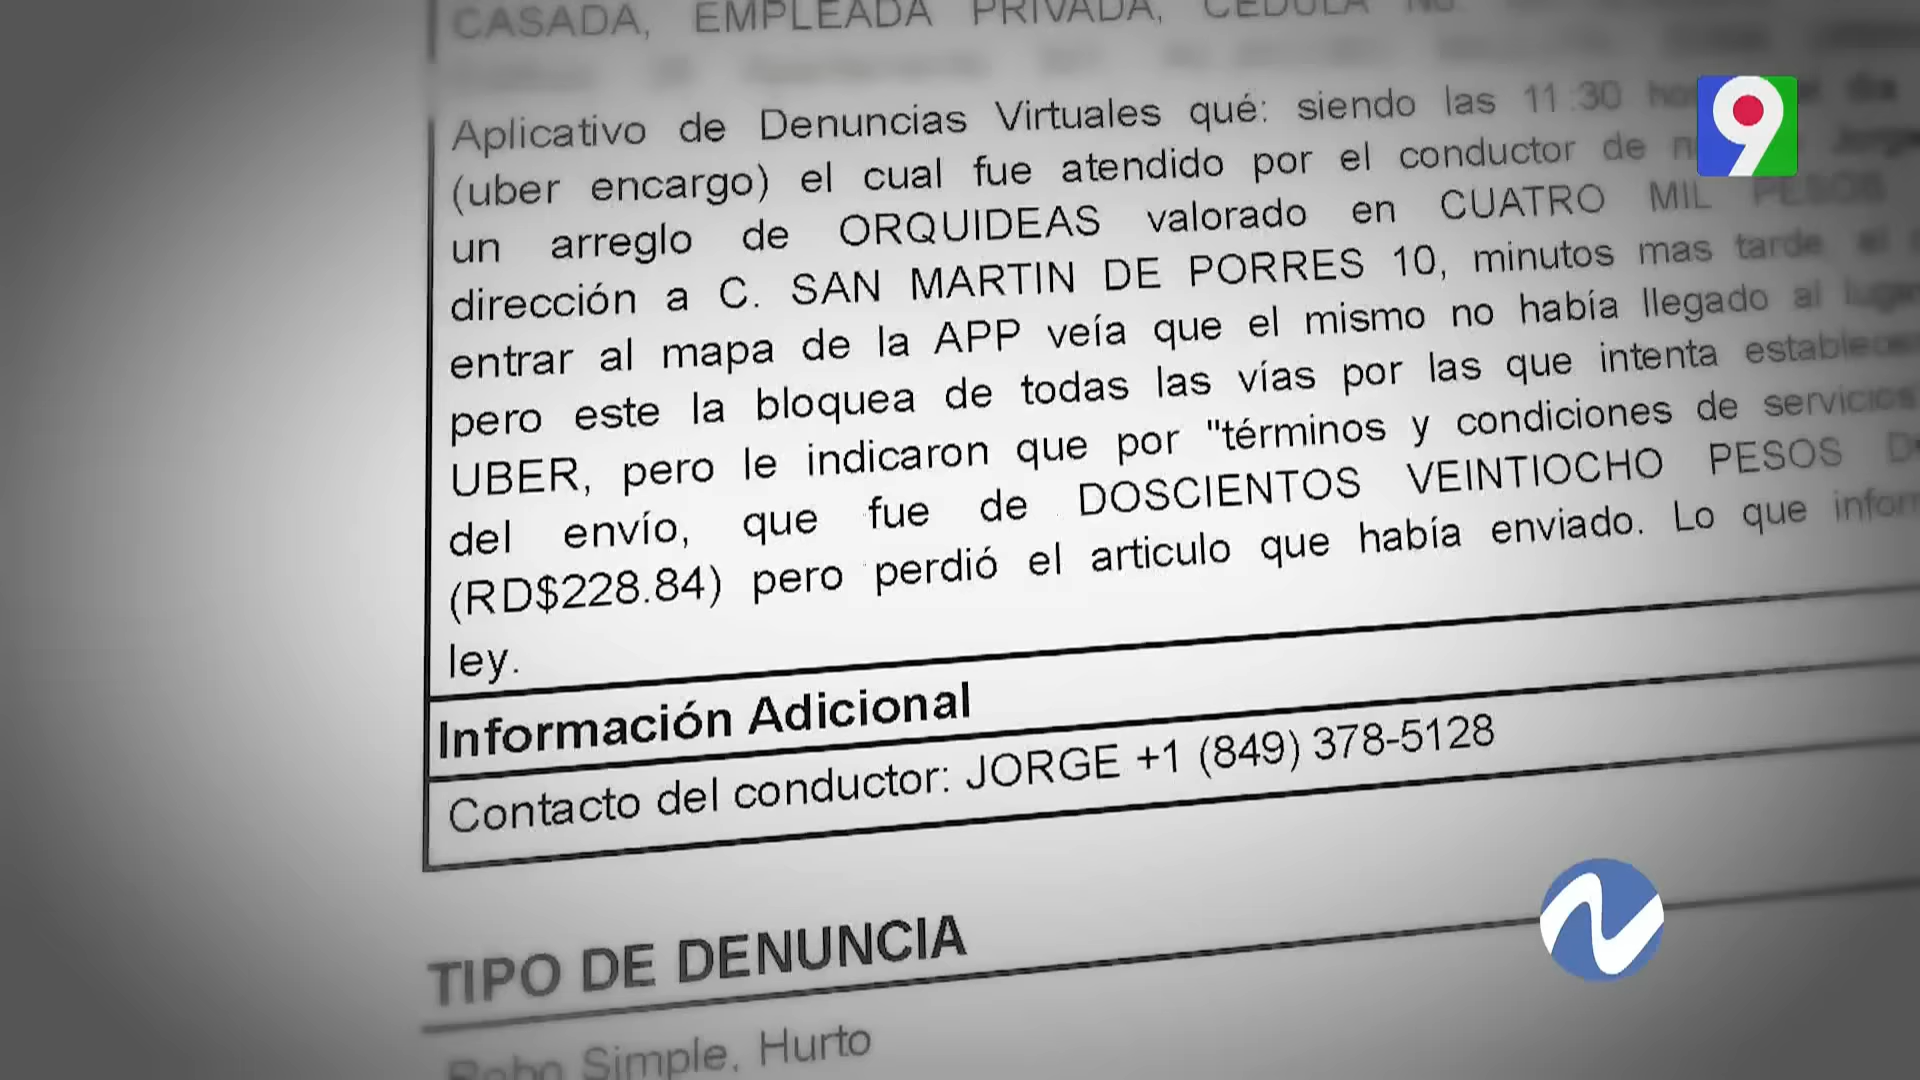 CASADA, EMPLEADA PRIVADA, CEDULA No.
Aplicativo de Denuncias Virtuales qué: siendo las 11:30
(uber encargo) el cual fue atendido por el conductor de
un arreglo de ORQUIDEAS valorado en CUATRO MIL PESOS
dirección a C. SAN MARTIN DE PORRES 10, minutos mas tarde el
entrar al mapa de la APP veía que el mismo no había llegado al
pero este la bloquea de todas las vías por las que intenta
UBER, pero le indicaron que por "términos y condiciones de servicios
del envío, que fue de DOSCIENTOS VEINTIOCHO PESOS
(RD$228.84) pero perdió el articulo que había enviado. Lo que
ley.
Información Adicional
Contacto del conductor: JORGE +1 (849) 378-5128
TIPO DE DENUNCIA
Robo Simple, Hurto
9